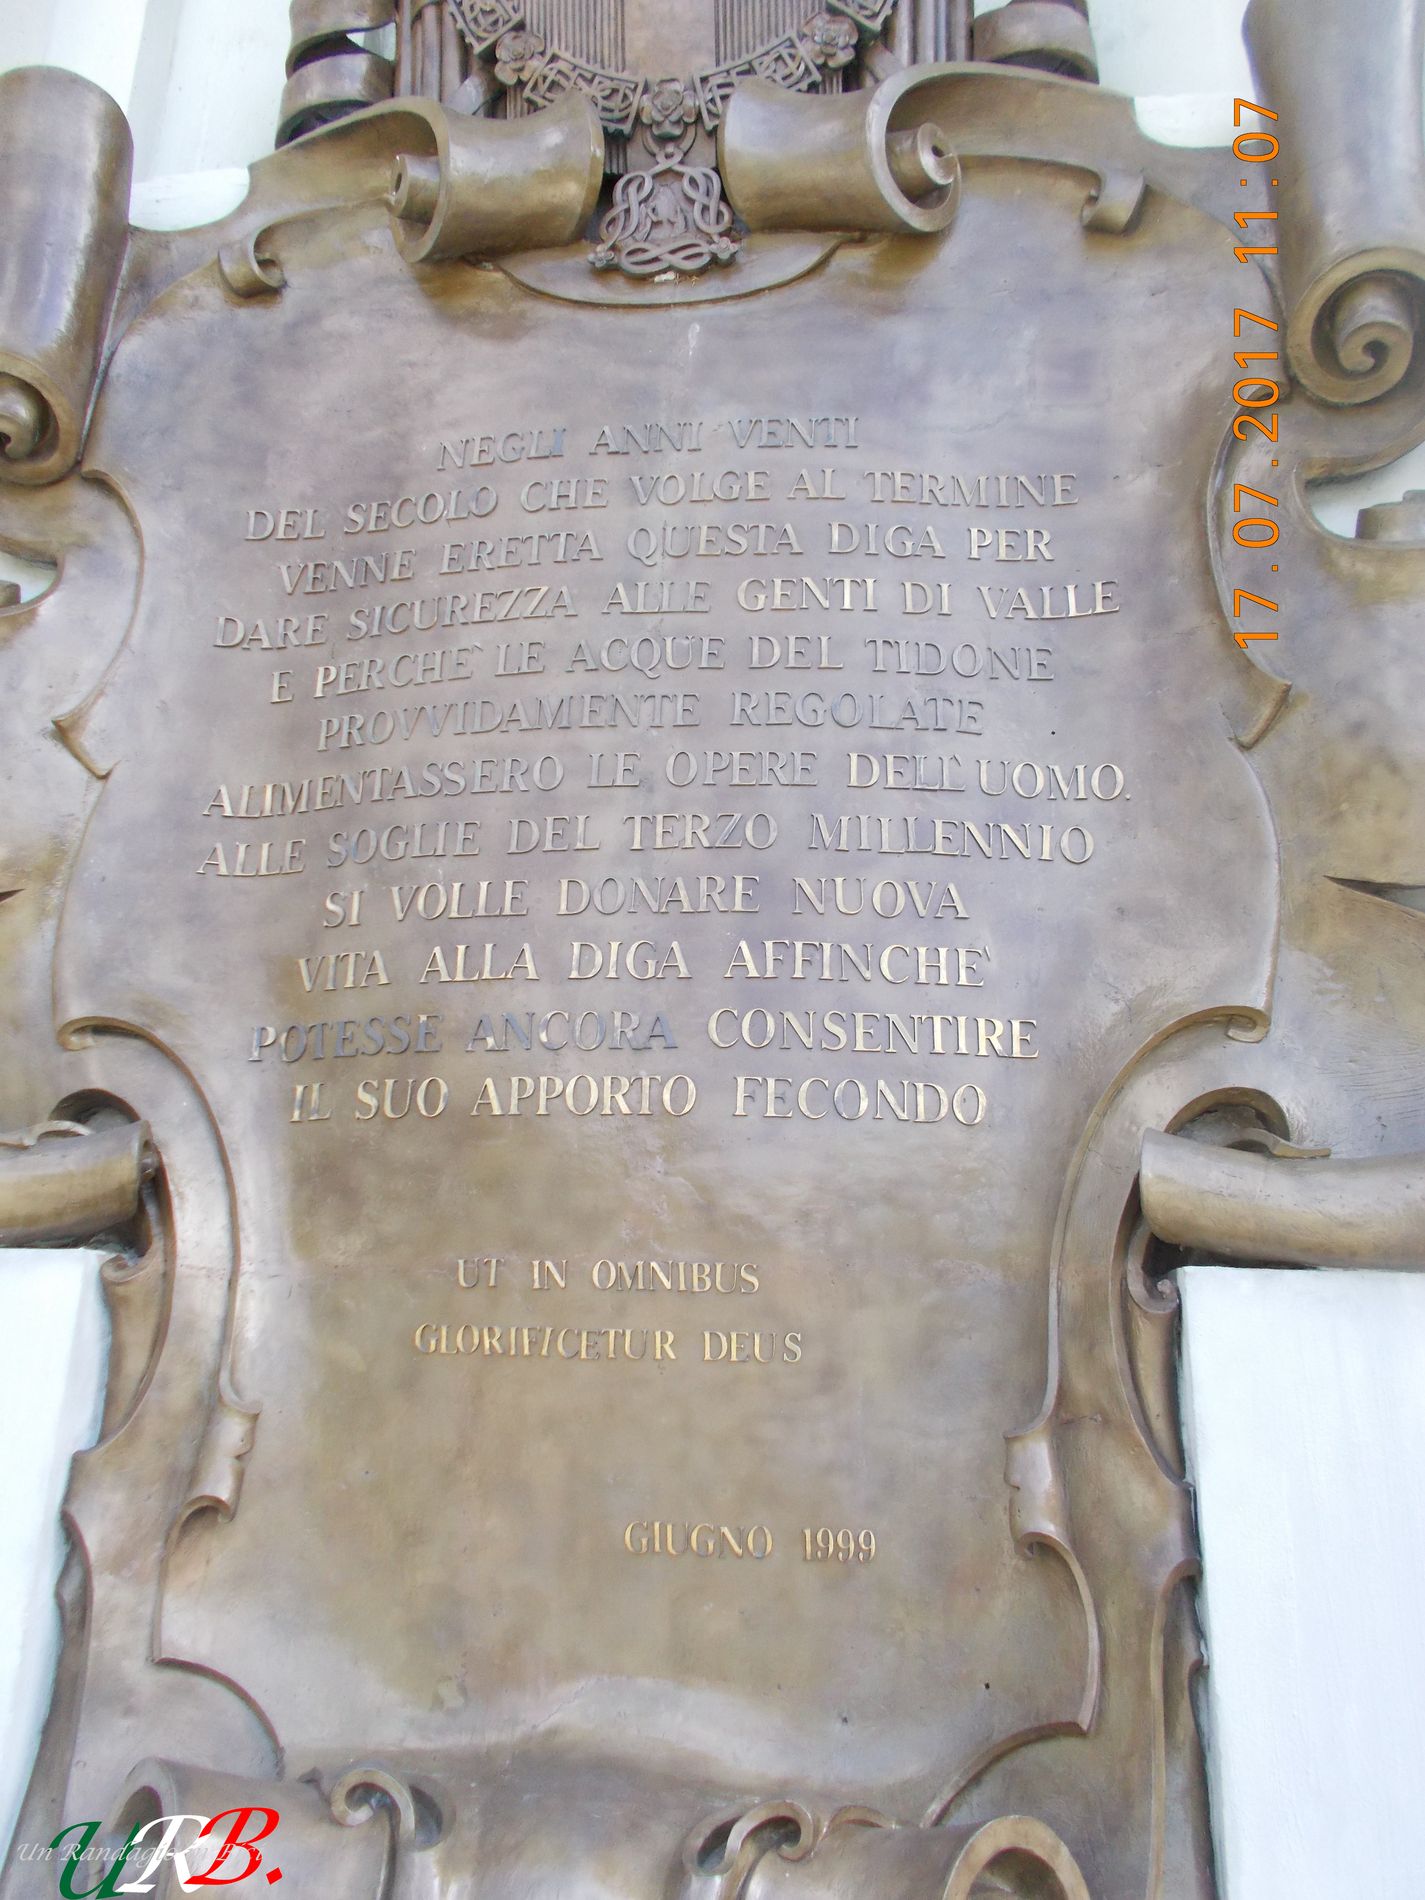 NEGLI ANNI VENTI
DEL SECOLO CHE VOLGE AL TERMINE
VENNE ERETTA QUESTA DIGA PER
DARE SICUREZZA ALLE GENTI DI VALLE
E PERCHE` LE ACQUE DEL TIDONE
PROVVIDAMENTE REGOLATE
ALIMENTASSERO LE OPERE DELL'UOMO.
ALLE SOGLIE DEL TERZO MILLENNIO
SI VOLLE DONARE NUOVA
VITA ALLA DIGA AFFINCHE`
POTESSE ANCORA CONSENTIRE
IL SUO APPORTO FECONDO
UT IN OMNIBUS
GLORIFICETUR DEUS
GIUGNO 1999
17.07.2017 11:07
URB.
Un